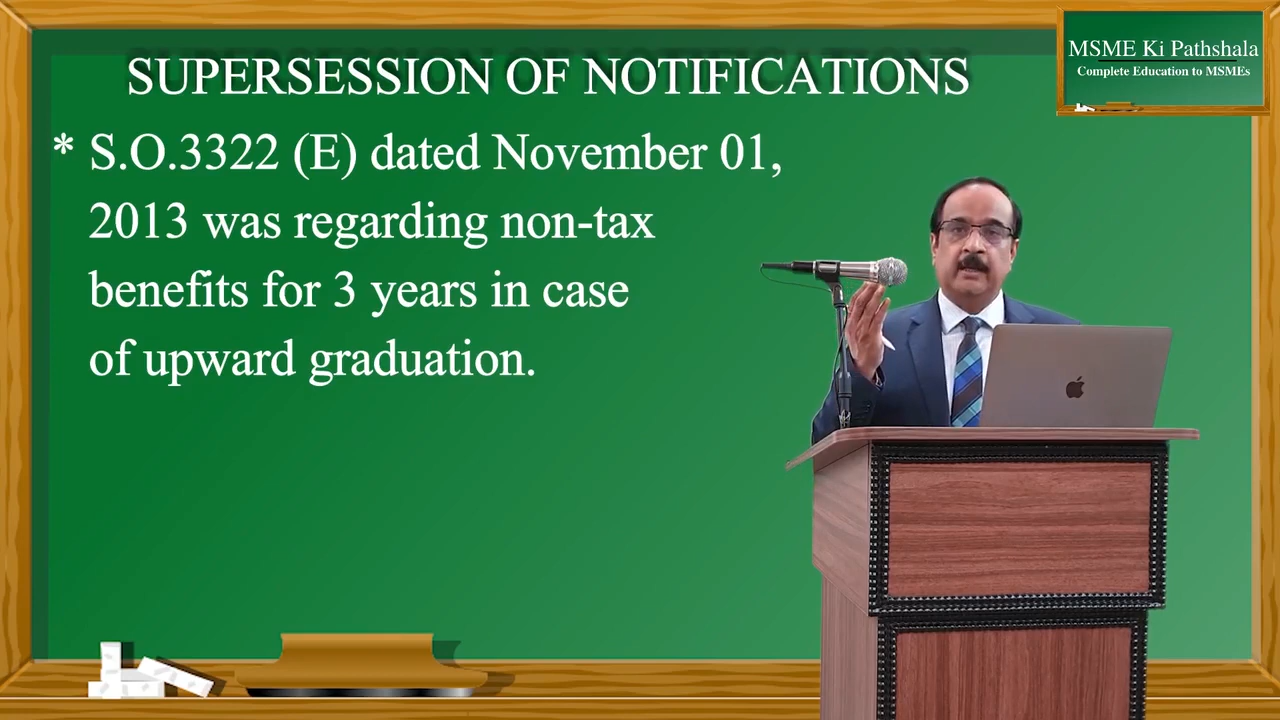 SUPERSESSION OF NOTIFICATIONS
MSME Ki Pathshala
Complete Education to MSMEs
* S.O.3322 (E) dated November 01,
2013 was regarding non-tax
benefits for 3 years in case
of upward graduation.